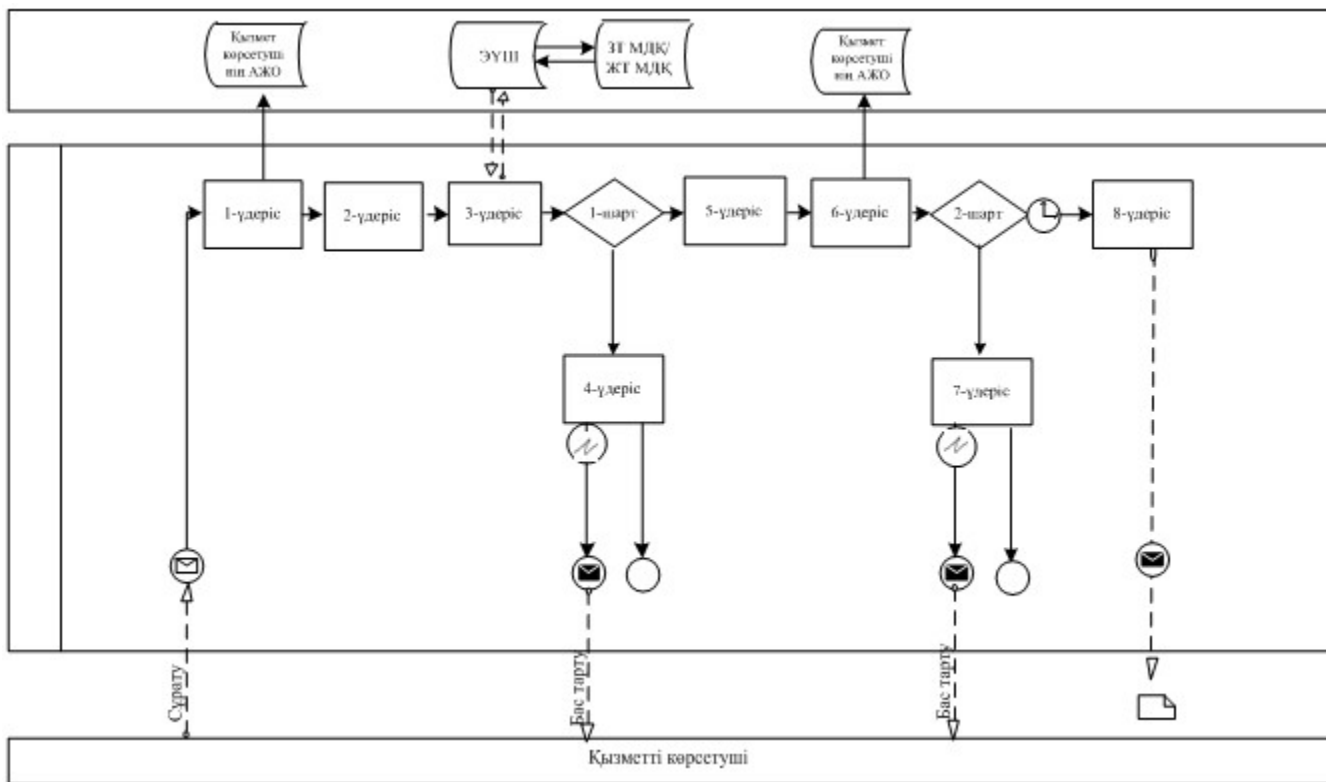 Қызмет
көрсетуші
нің АЖО
ЭҮШ
ЗТ МДҚ/
ЖТ МДҚ
Қызмет
көрсетуші
нің АЖО
1-үдеріс
2-үдеріс
3-үдеріс
1-шарт
5-үдеріс
6-үдеріс
2-шарт
8-үдеріс
4-үдеріс
7-үдеріс
Сұрату
Бас тарту
Бас тарту
Қызметті көрсетуші